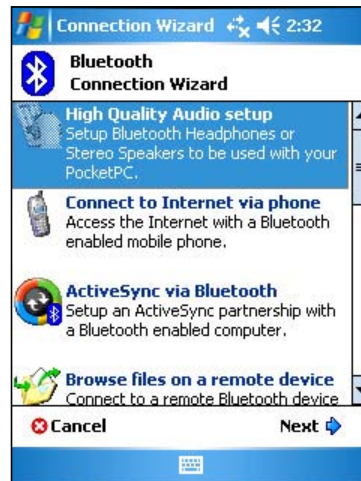 Connection Wizard 2:32
Bluetooth
Connection Wizard
High Quality Audio setup
Setup Bluetooth Headphones or
Stereo Speakers to be used with your
PocketPC.
Connect to Internet via phone
Access the Internet with a Bluetooth
enabled mobile phone.
ActiveSync via Bluetooth
Setup an ActiveSync partnership with
a Bluetooth enabled computer.
Browse files on a remote device
Connect to a remote Bluetooth device
Cancel Next